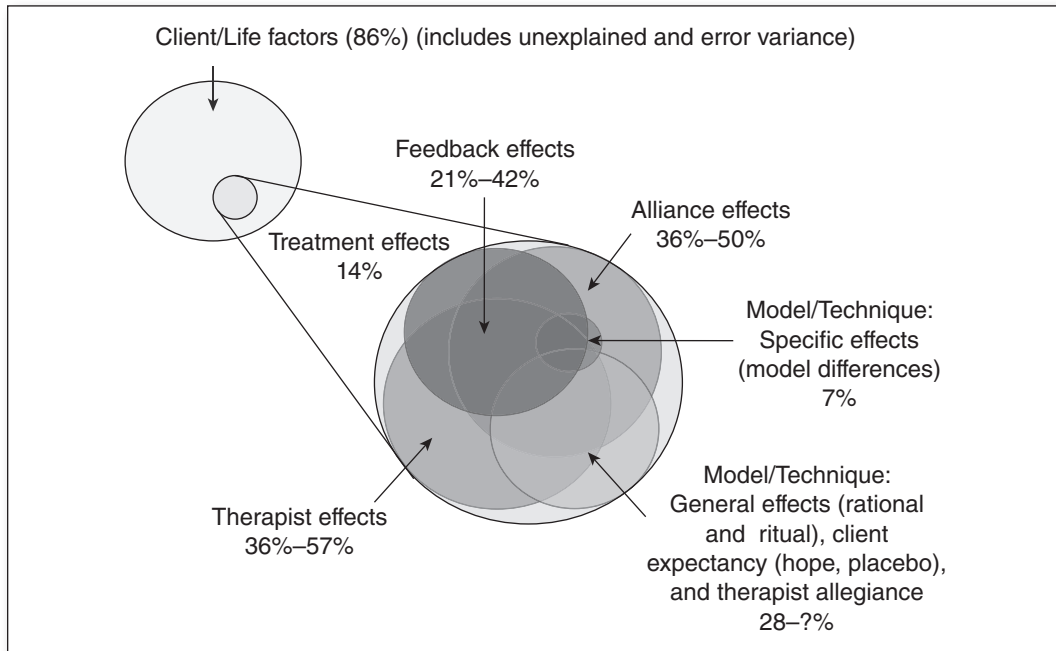 Client/Life factors (86%) (includes unexplained and error variance)
Feedback effects
21%–42%
Alliance effects
36%–50%
Treatment effects
14%
Model/Technique:
Specific effects
(model differences)
7%
Model/Technique:
General effects (rational
and ritual), client
expectancy (hope, placebo),
and therapist allegiance
28–?%
Therapist effects
36%–57%